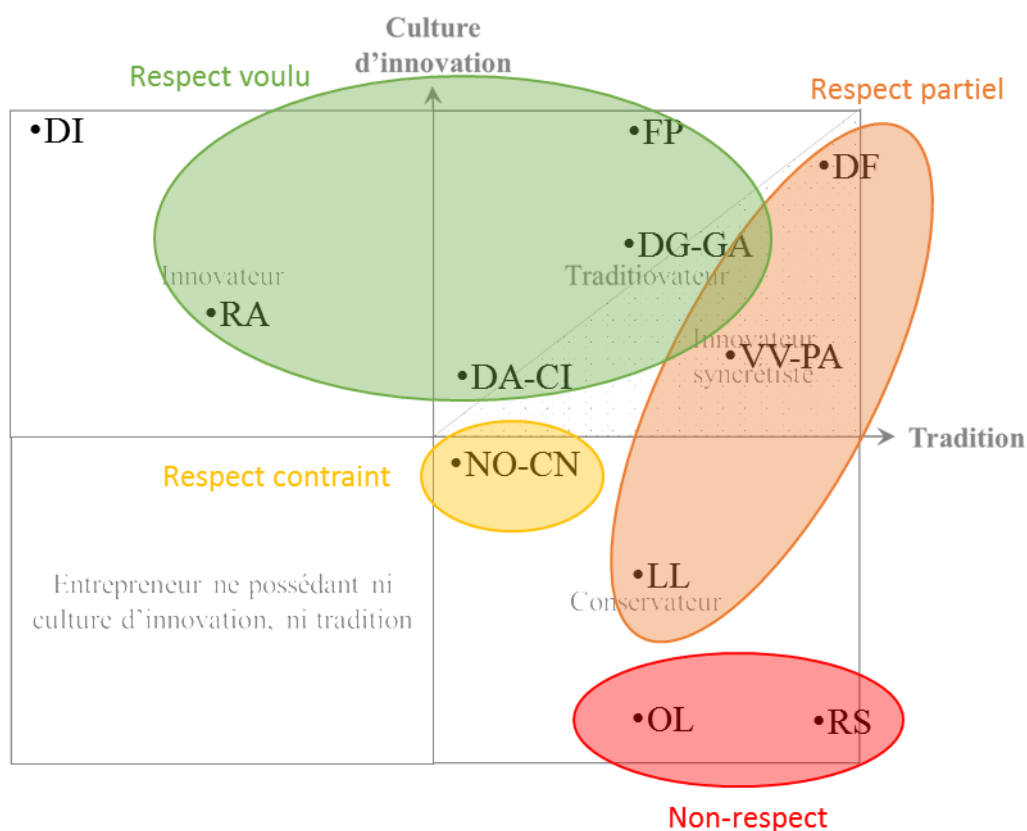 Culture
d'innovation
Respect voulu
Respect partiel
•DI
•FP
•DF
•DG-GA
Innovateur
Traditiovateur
•RA
Innovateur
syncrétiste
•VV-PA
•DA-CI
Tradition
•NO-CN
Respect contraint
•LL
Entrepreneur ne possédant ni
culture d'innovation, ni tradition
Conservateur
•OL
•RS
Non-respect